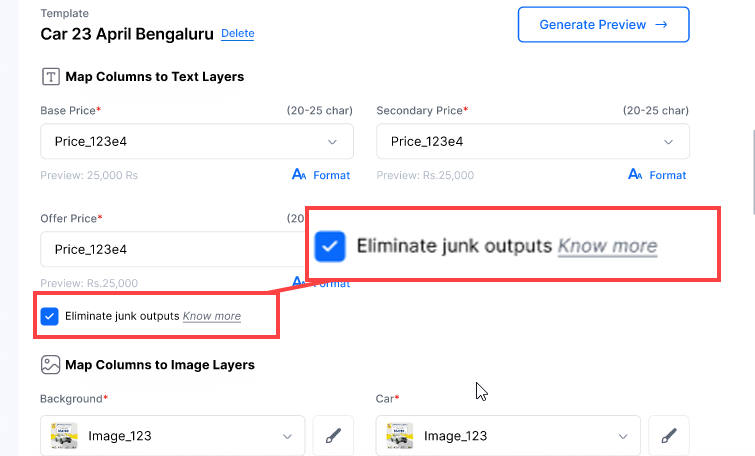 Template
Car 23 April Bengaluru Delete
Generate Preview →
Map Columns to Text Layers
Base Price* (20-25 char) Secondary Price* (20-25 char)
Price_123e4 Price_123e4
Preview: 25,000 Rs Format Preview: Rs.25,000 Format
Offer Price* (20
Price_123e4
Eliminate junk outputs Know more
Preview: Rs.25,000 Format
Eliminate junk outputs Know more
Map Columns to Image Layers
Background* Car*
Image_123 Image_123